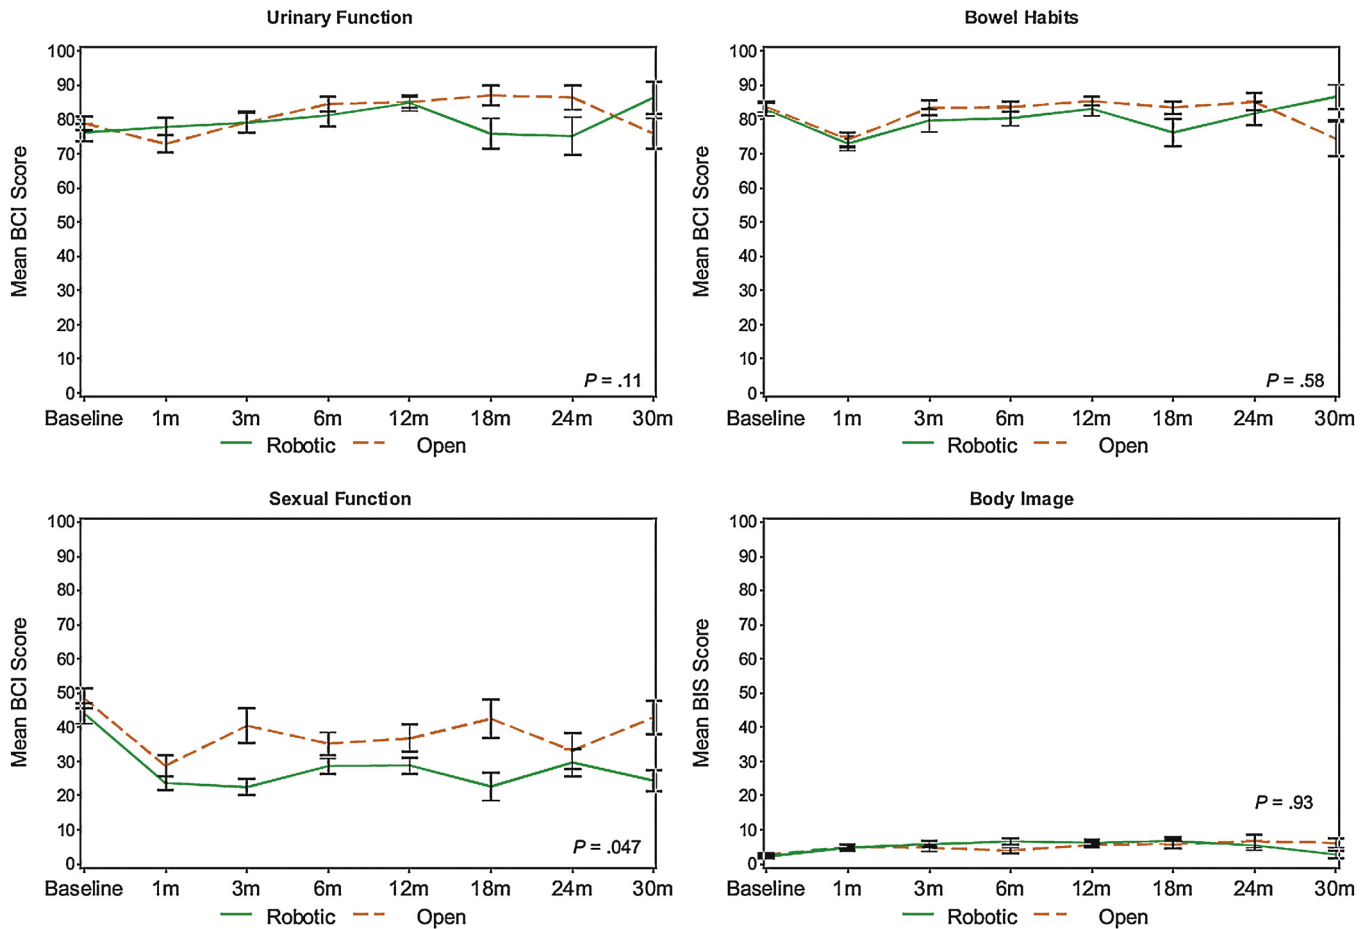 Urinary Function
Mean BCI Score
100
90
80
70
60
50
40
30
20
10
0
P = .11
Baseline 1m 3m 6m 12m 18m 24m 30m
Robotic Open
Bowel Habits
Mean BCI Score
100
90
80
70
60
50
40
30
20
10
0
P = .58
Baseline 1m 3m 6m 12m 18m 24m 30m
Robotic Open
Sexual Function
Mean BCI Score
100
90
80
70
60
50
40
30
20
10
0
P = .047
Baseline 1m 3m 6m 12m 18m 24m 30m
Robotic Open
Body Image
Mean BIS Score
100
90
80
70
60
50
40
30
20
10
0
P = .93
Baseline 1m 3m 6m 12m 18m 24m 30m
Robotic Open